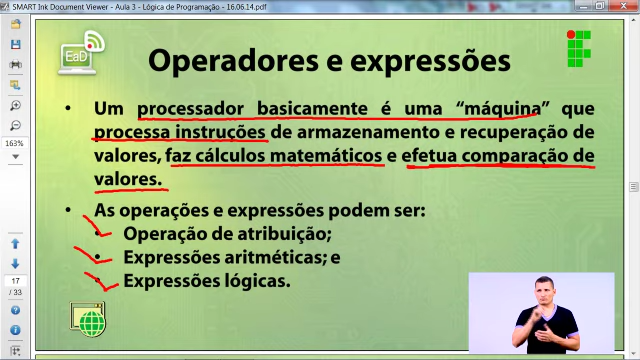 SMART Ink Document Viewer - Aula 3 - Lógica de Programação - 16.06.14.pdf
EaD
Operadores e expressões
163%
• Um processador basicamente é uma “máquina” que
processa instruções de armazenamento e recuperação de
valores, faz cálculos matemáticos e efetua comparação de
valores.
• As operações e expressões podem ser:
• Operação de atribuição;
• Expressões aritméticas; e
• Expressões lógicas.
17
/ 33